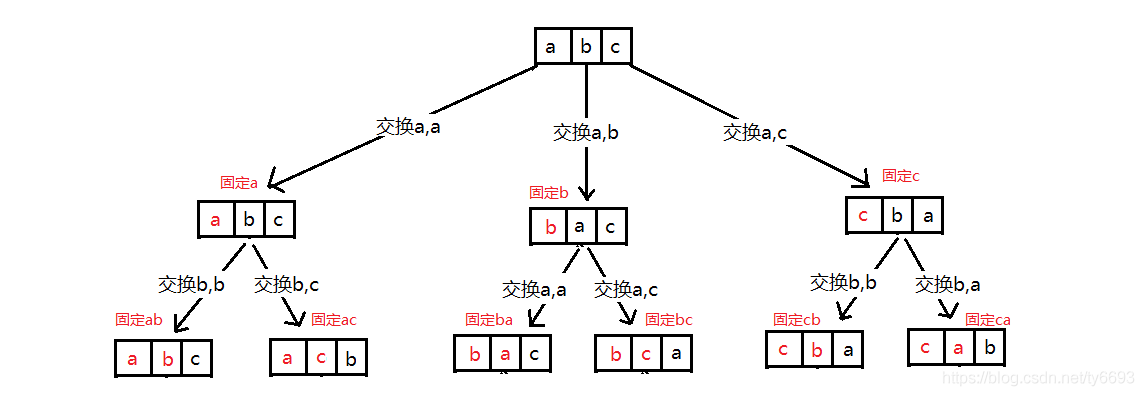 a b c
交换a,a
交换a,b
交换a,c
固定a
固定b
固定c
a b c
b a c
c b a
交换b,b
交换b,c
交换a,a
交换a,c
交换b,b
交换b,a
固定ab
固定ac
固定ba
固定bc
固定cb
固定ca
a b c
a c b
b a c
b c a
c b a
c a b
https://blog.csdn.net/ty6693